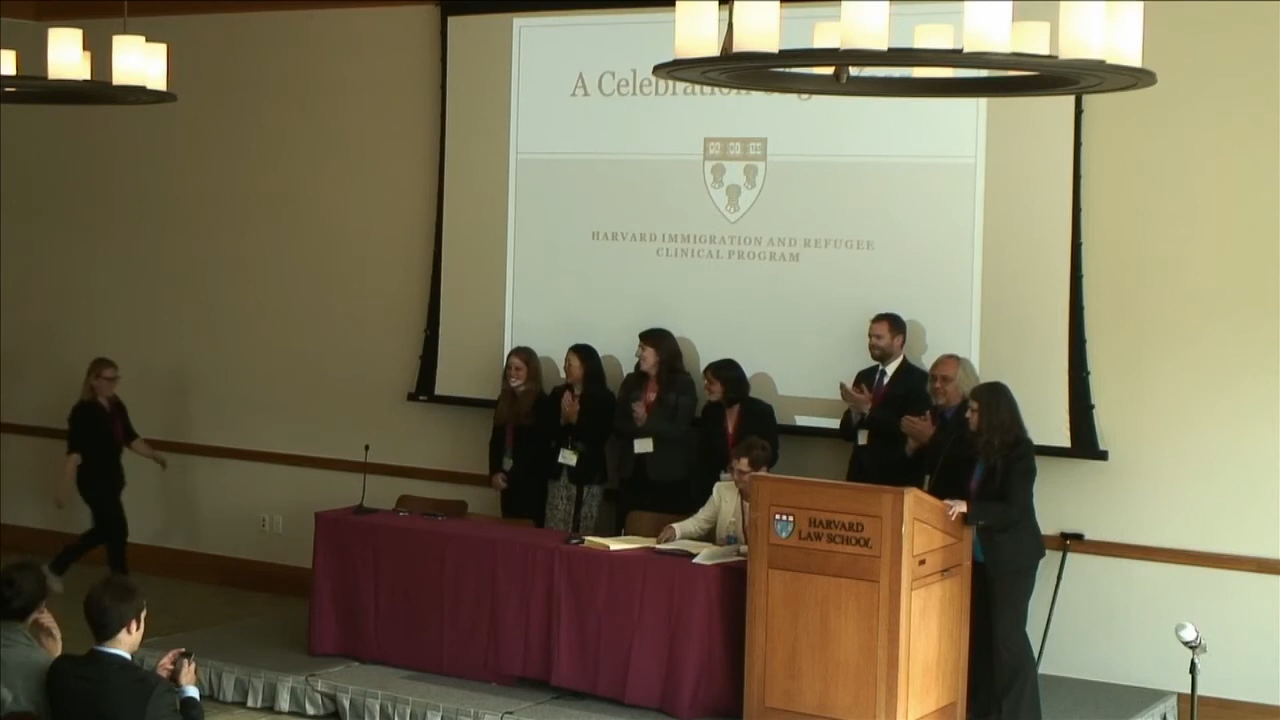 A Celebration
HARVARD IMMIGRATION AND REFUGEE
CLINICAL PROGRAM
HARVARD
LAW SCHOOL